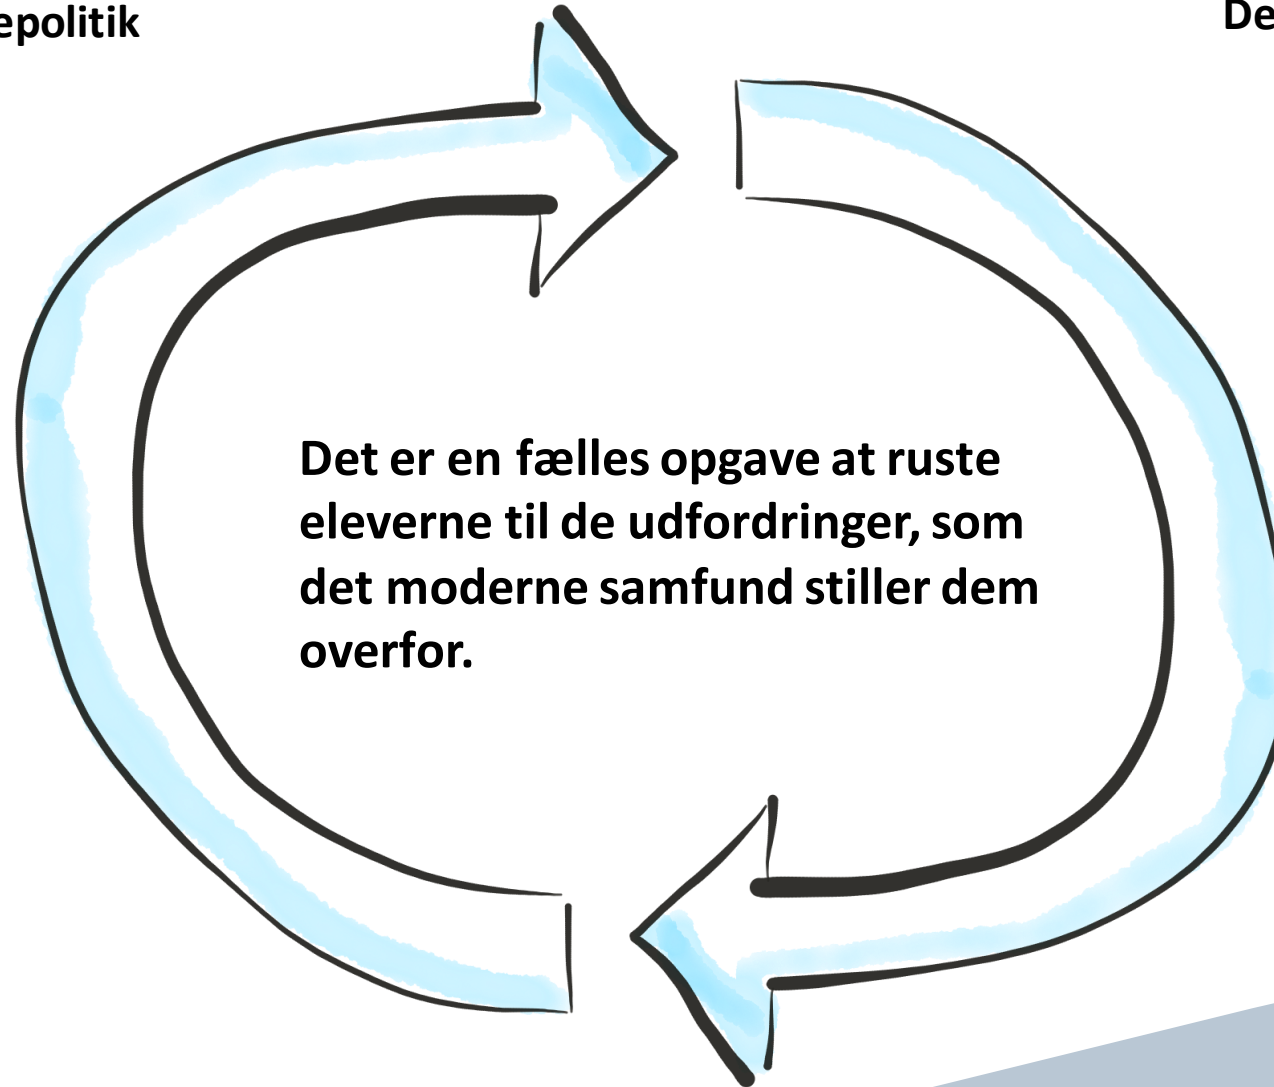 epolitik
De
Det er en fælles opgave at ruste
eleverne til de udfordringer, som
det moderne samfund stiller dem
overfor.